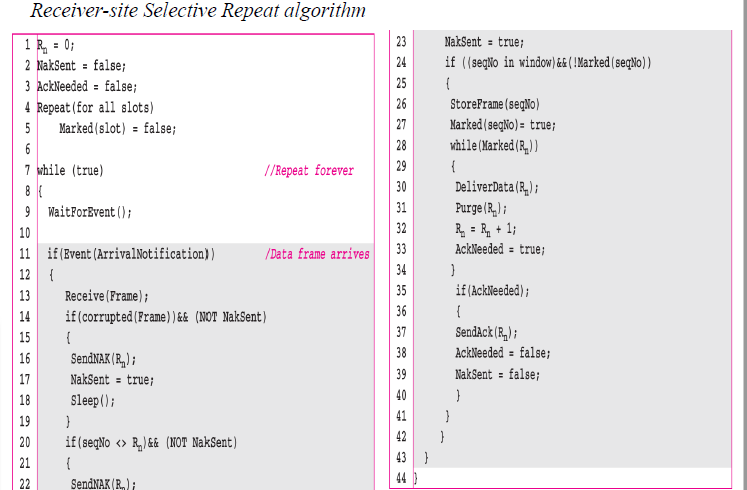 Receiver-site Selective Repeat algorithm
1 Rn = 0;
2 NakSent = false;
3 AckNeeded = false;
4 Repeat(for all slots)
5 Marked(slot) = false;
6
7 while (true) //Repeat forever
8 {
9 WaitForEvent();
10
11 if(Event(ArrivalNotification)) /Data frame arrives
12 {
13 Receive(Frame);
14 if(corrupted(Frame))&& (NOT NakSent)
15 {
16 SendNAK(Rn);
17 NakSent = true;
18 Sleep();
19 }
20 if(seqNo <> Rn)&& (NOT NakSent)
21 {
22 SendNAK(Rn);
23 NakSent = true;
24 if ((seqNo in window)&&(!Marked(seqNo))
25 {
26 StoreFrame(seqNo)
27 Marked(seqNo)= true;
28 while(Marked(Rn))
29 {
30 DeliverData(Rn);
31 Purge(Rn);
32 Rn = Rn + 1;
33 AckNeeded = true;
34 }
35 if(AckNeeded);
36 {
37 SendAck(Rn);
38 AckNeeded = false;
39 NakSent = false;
40 }
41 }
42 }
43 }
44 }